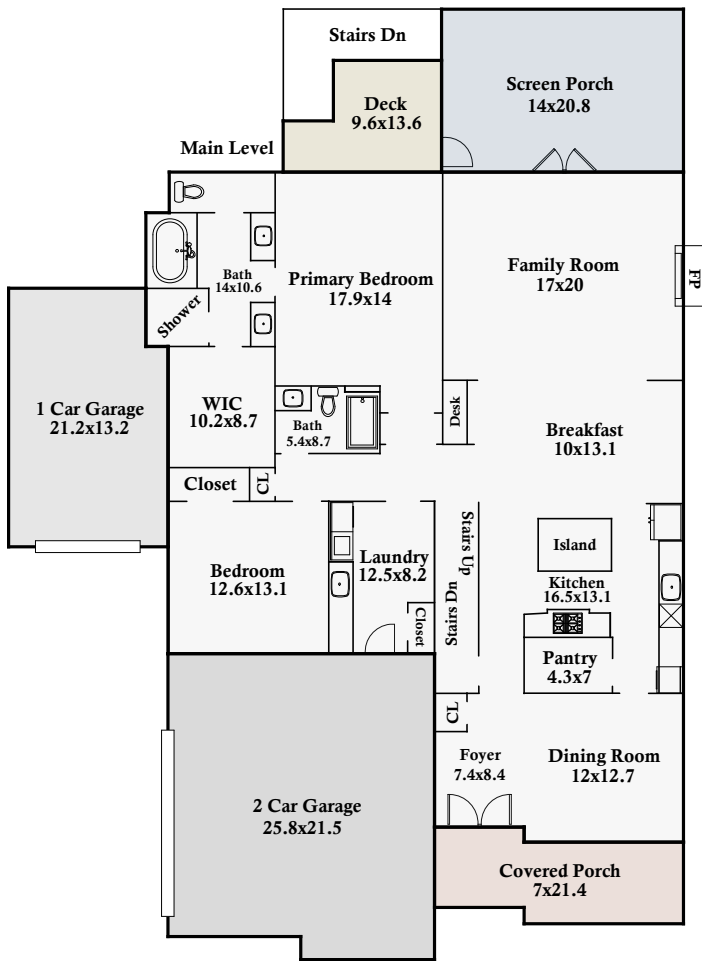 Stairs Dn
Screen Porch
14x20.8
Deck
9.6x13.6
Main Level
Bath
14x10.6
Primary Bedroom
17.9x14
Family Room
17x20
FP
Shower
1 Car Garage
21.2x13.2
WIC
10.2x8.7
Bath
5.4x8.7
Desk
Breakfast
10x13.1
Closet
CL
Stairs Up
Island
Bedroom
12.6x13.1
Laundry
12.5x8.2
Kitchen
16.5x13.1
Closet
Stairs Dn
Pantry
4.3x7
CL
Foyer
7.4x8.4
Dining Room
12x12.7
2 Car Garage
25.8x21.5
Covered Porch
7x21.4